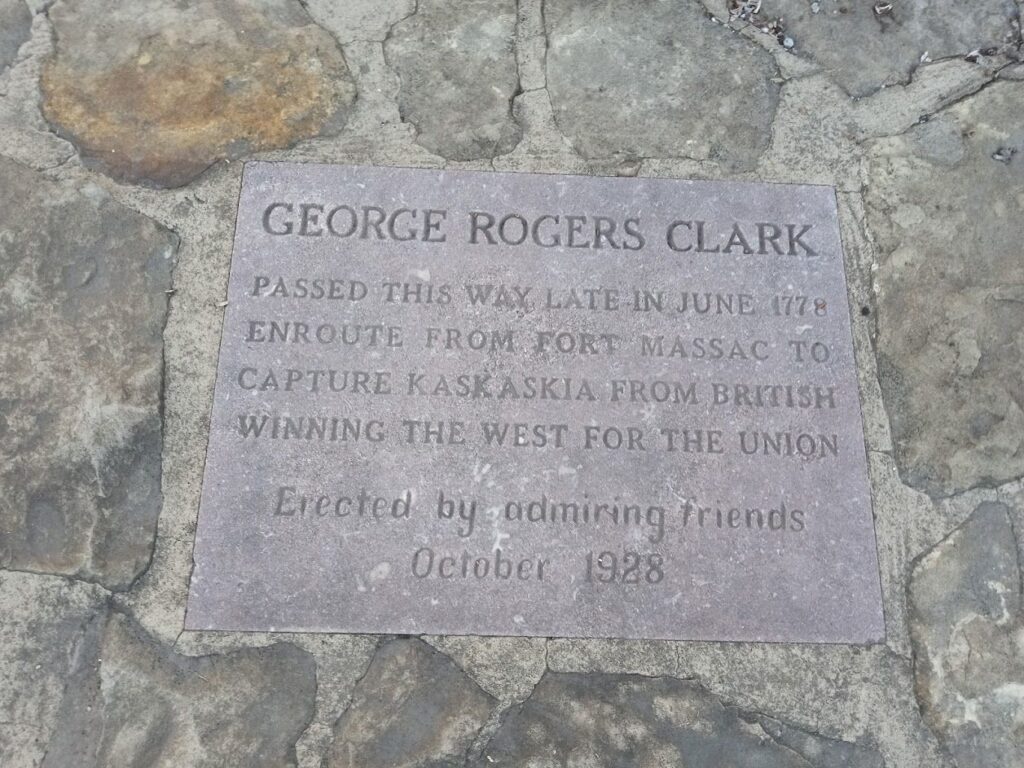 GEORGE ROGERS CLARK
PASSED THIS WAY LATE IN JUNE 1778
ENROUTE FROM FORT MASSAC TO
CAPTURE KASKASKIA FROM BRITISH
WINNING THE WEST FOR THE UNION
Erected by admiring friends
October 1928